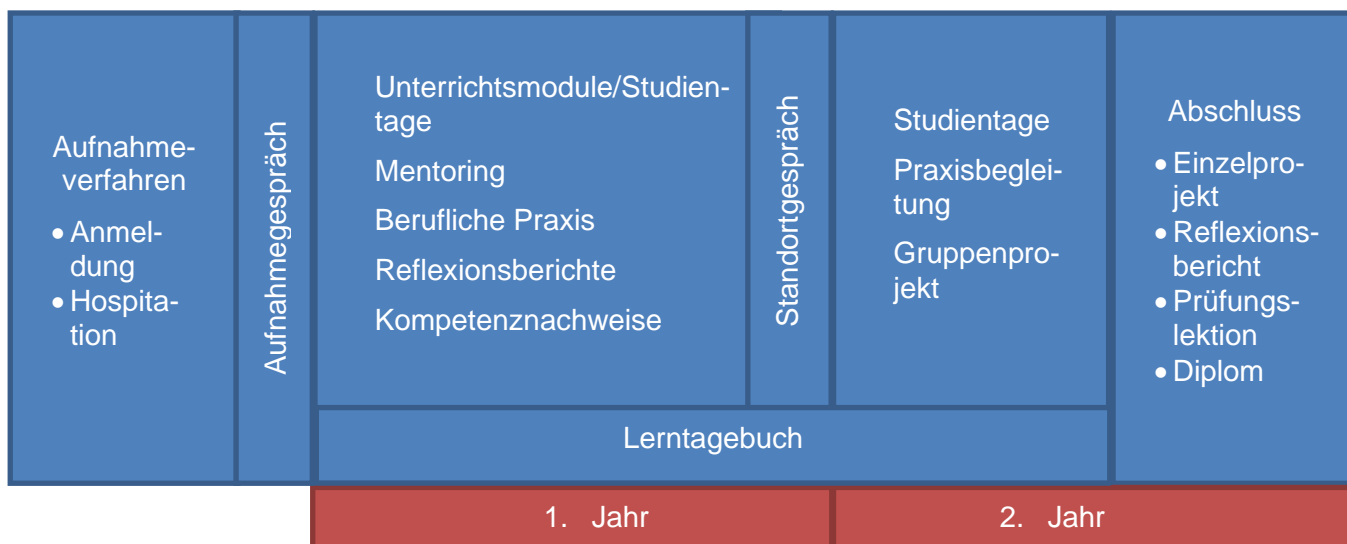 Aufnahme-
verfahren
• Anmel-
dung
• Hospita-
tion
Aufnahmegespräch
Unterrichtsmodule/Studien-
tage
Mentoring
Berufliche Praxis
Reflexionsberichte
Kompetenznachweise
Standortgespräch
Studientage
Praxisbeglei-
tung
Gruppenpro-
jekt
Abschluss
• Einzelpro-
jekt
• Reflexions-
bericht
• Prüfungs-
lektion
• Diplom
Lerntagebuch
1. Jahr
2. Jahr